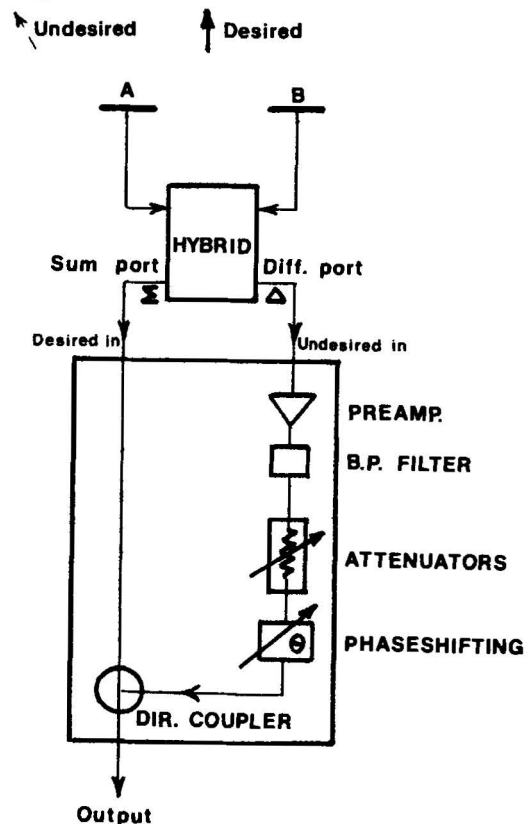 Undesired Desired
A B
HYBRID
Sum port Diff. port
Σ Δ
Desired in Undesired in
PREAMP.
B.P. FILTER
ATTENUATORS
θ PHASESHIFTING
DIR. COUPLER
Output